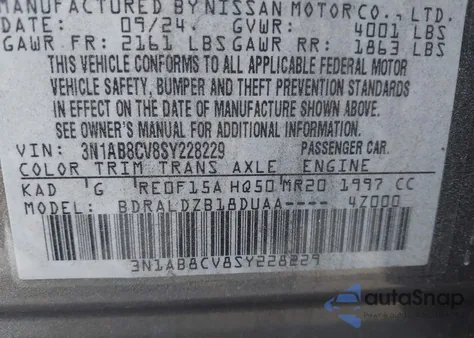 MANUFACTURED BY NISSAN MOTOR CO., LTD.
DATE: 09/24. GVWR: 4001 LBS
GAWR FR: 2161 LBS GAWR RR: 1863 LBS
THIS VEHICLE CONFORMS TO ALL APPLICABLE FEDERAL MOTOR
VEHICLE SAFETY, BUMPER AND THEFT PREVENTION STANDARDS
IN EFFECT ON THE DATE OF MANUFACTURE SHOWN ABOVE.
SEE OWNER'S MANUAL FOR ADDITIONAL INFORMATION.
VIN: 3N1AB8CV8SY228229 PASSENGER CAR.
COLOR TRIM TRANS AXLE ENGINE
KAD G RE0F15A HQ50 MR20 1997 CC
MODEL: BDRALDZB18DUAA---- 4Z000
3N1AB8CV8SY228229
autoSnap